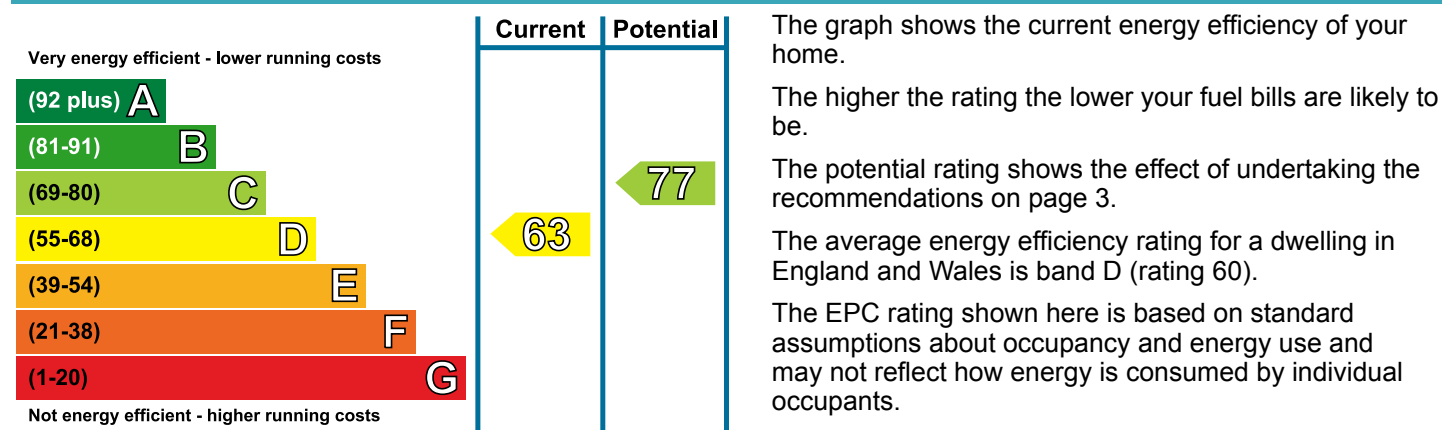 Current Potential
Very energy efficient - lower running costs
(92 plus) A
(81-91) B
(69-80) C
(55-68) D
(39-54) E
(21-38) F
(1-20) G
Not energy efficient - higher running costs
63
77
The graph shows the current energy efficiency of your
home.
The higher the rating the lower your fuel bills are likely to
be.
The potential rating shows the effect of undertaking the
recommendations on page 3.
The average energy efficiency rating for a dwelling in
England and Wales is band D (rating 60).
The EPC rating shown here is based on standard
assumptions about occupancy and energy use and
may not reflect how energy is consumed by individual
occupants.